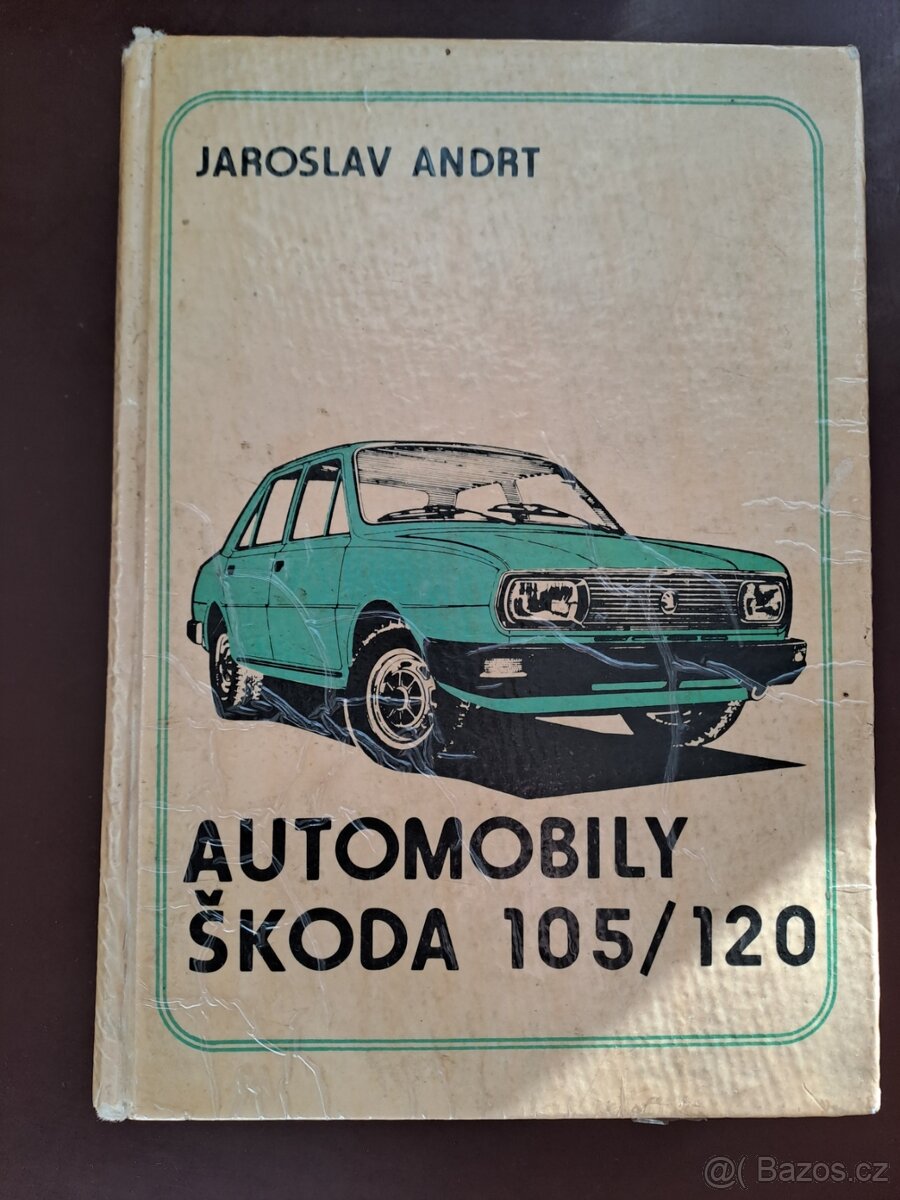 JAROSLAV ANDRT
AUTOMOBILY
ŠKODA 105/120
@( Bazos.cz